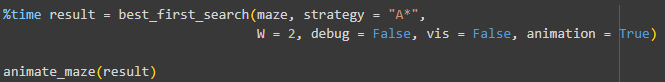 %time result = best_first_search(maze, strategy = "A*",
W = 2, debug = False, vis = False, animation = True)
animate_maze(result)